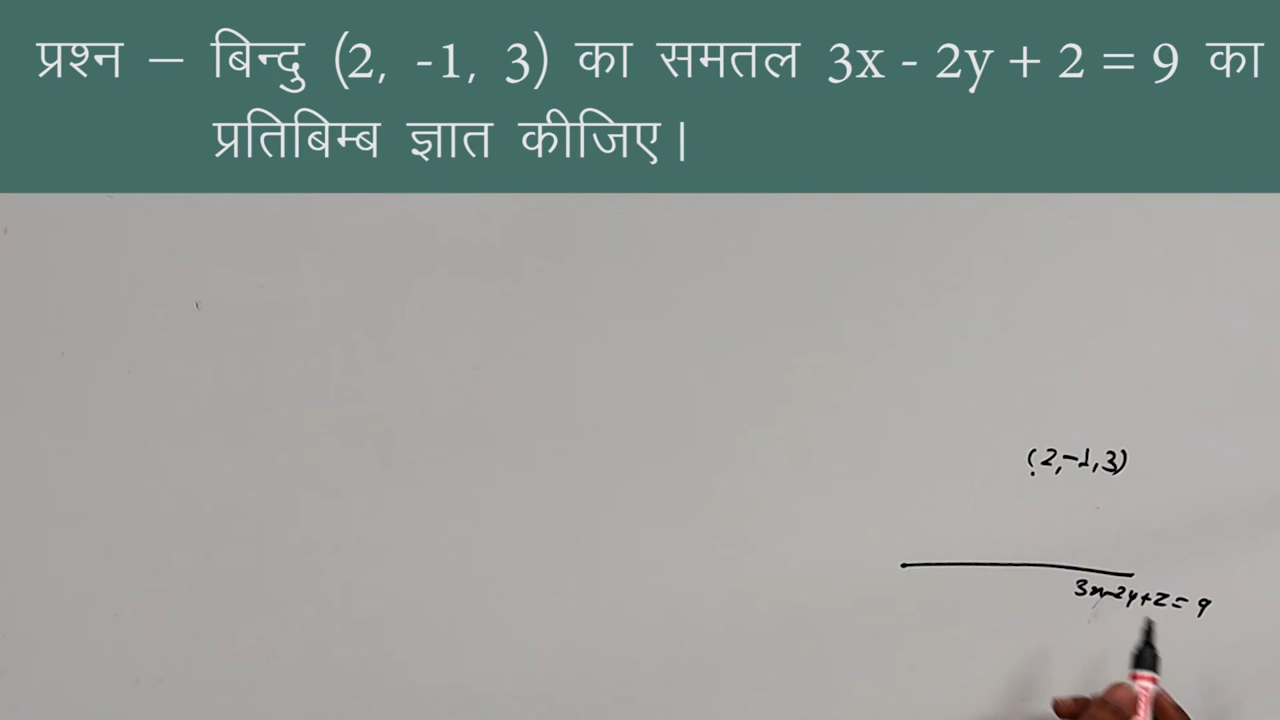 प्रश्न – बिन्दु (2, -1, 3) का समतल 3x - 2y + 2 = 9 का
प्रतिबिम्ब ज्ञात कीजिए।
(2,-1,3)
3x-2y+z=9